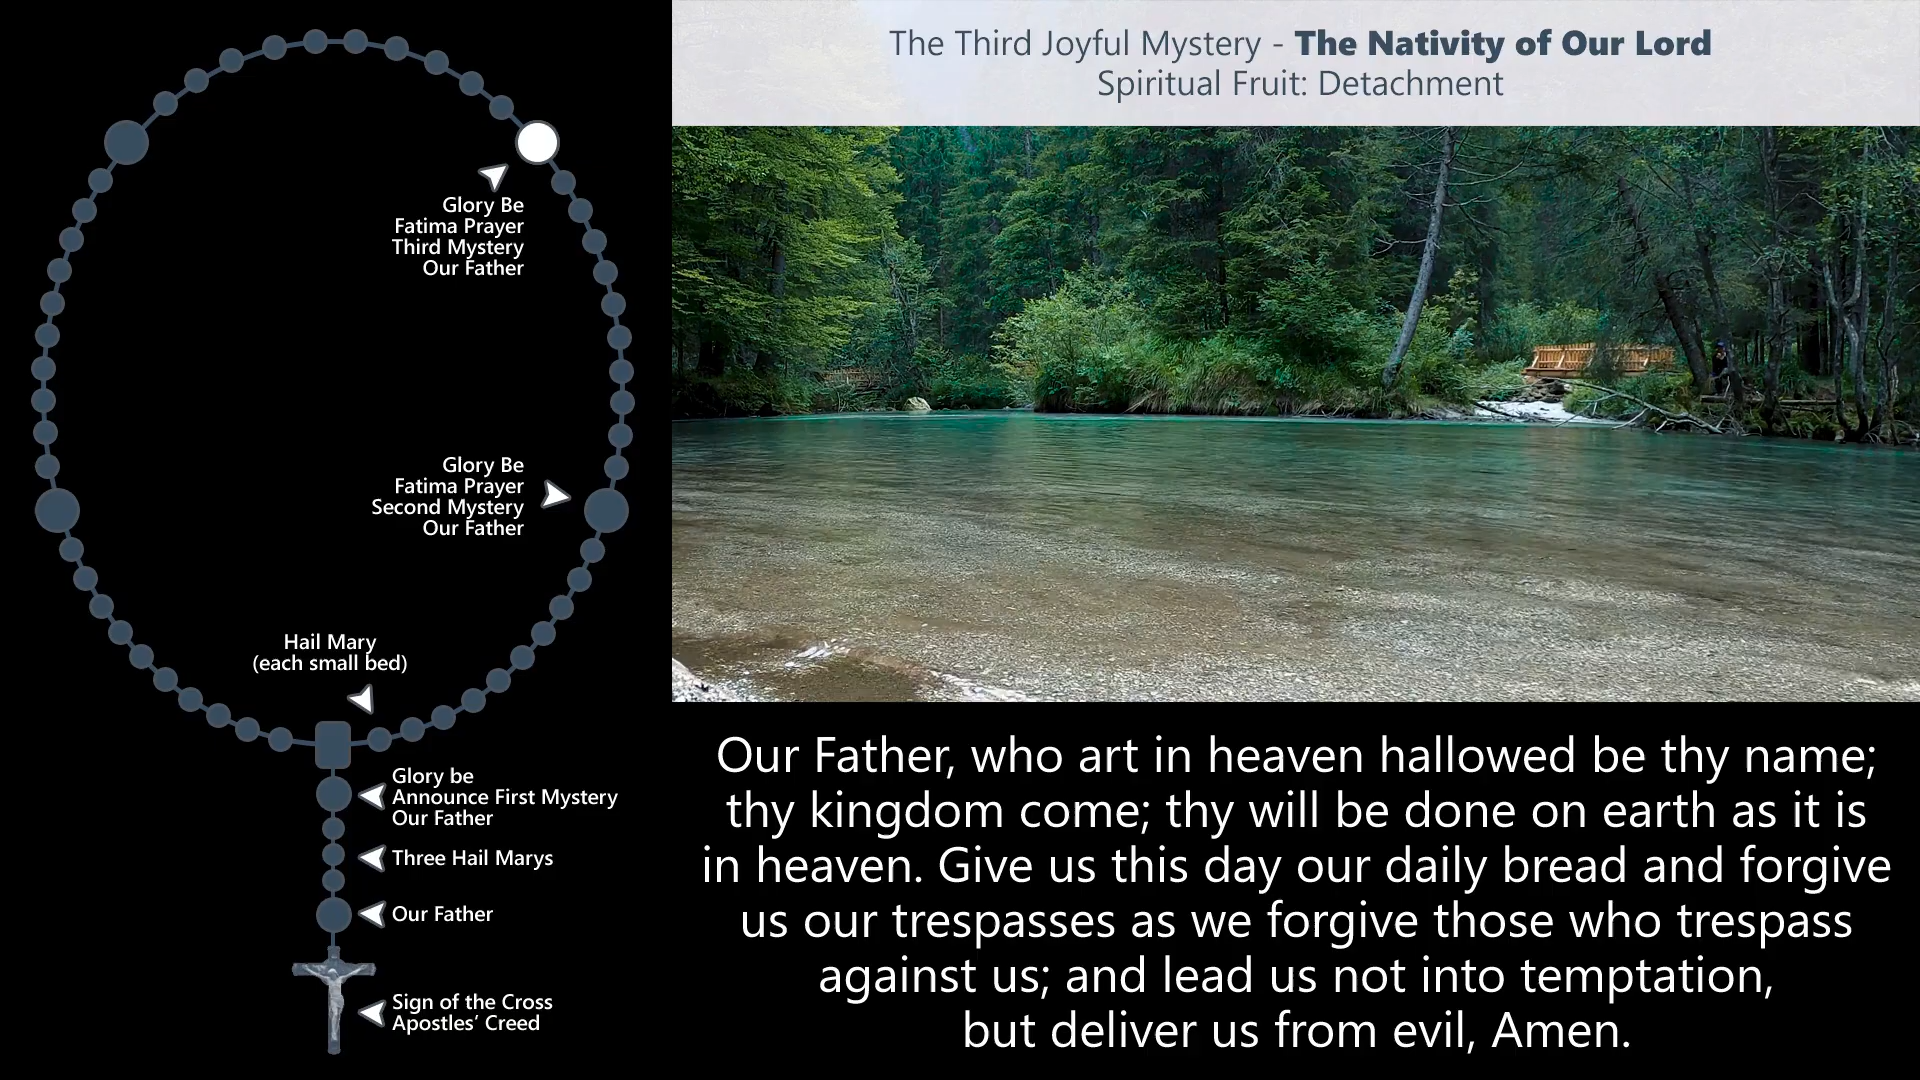 The Third Joyful Mystery - The Nativity of Our Lord
Spiritual Fruit: Detachment
Glory Be
Fatima Prayer
Third Mystery
Our Father
Glory Be
Fatima Prayer
Second Mystery
Our Father
Hail Mary
(each small bed)
Glory be
Announce First Mystery
Our Father
Three Hail Marys
Our Father
Sign of the Cross
Apostles’ Creed
Our Father, who art in heaven hallowed be thy name;
thy kingdom come; thy will be done on earth as it is
in heaven. Give us this day our daily bread and forgive
us our trespasses as we forgive those who trespass
against us; and lead us not into temptation,
but deliver us from evil, Amen.